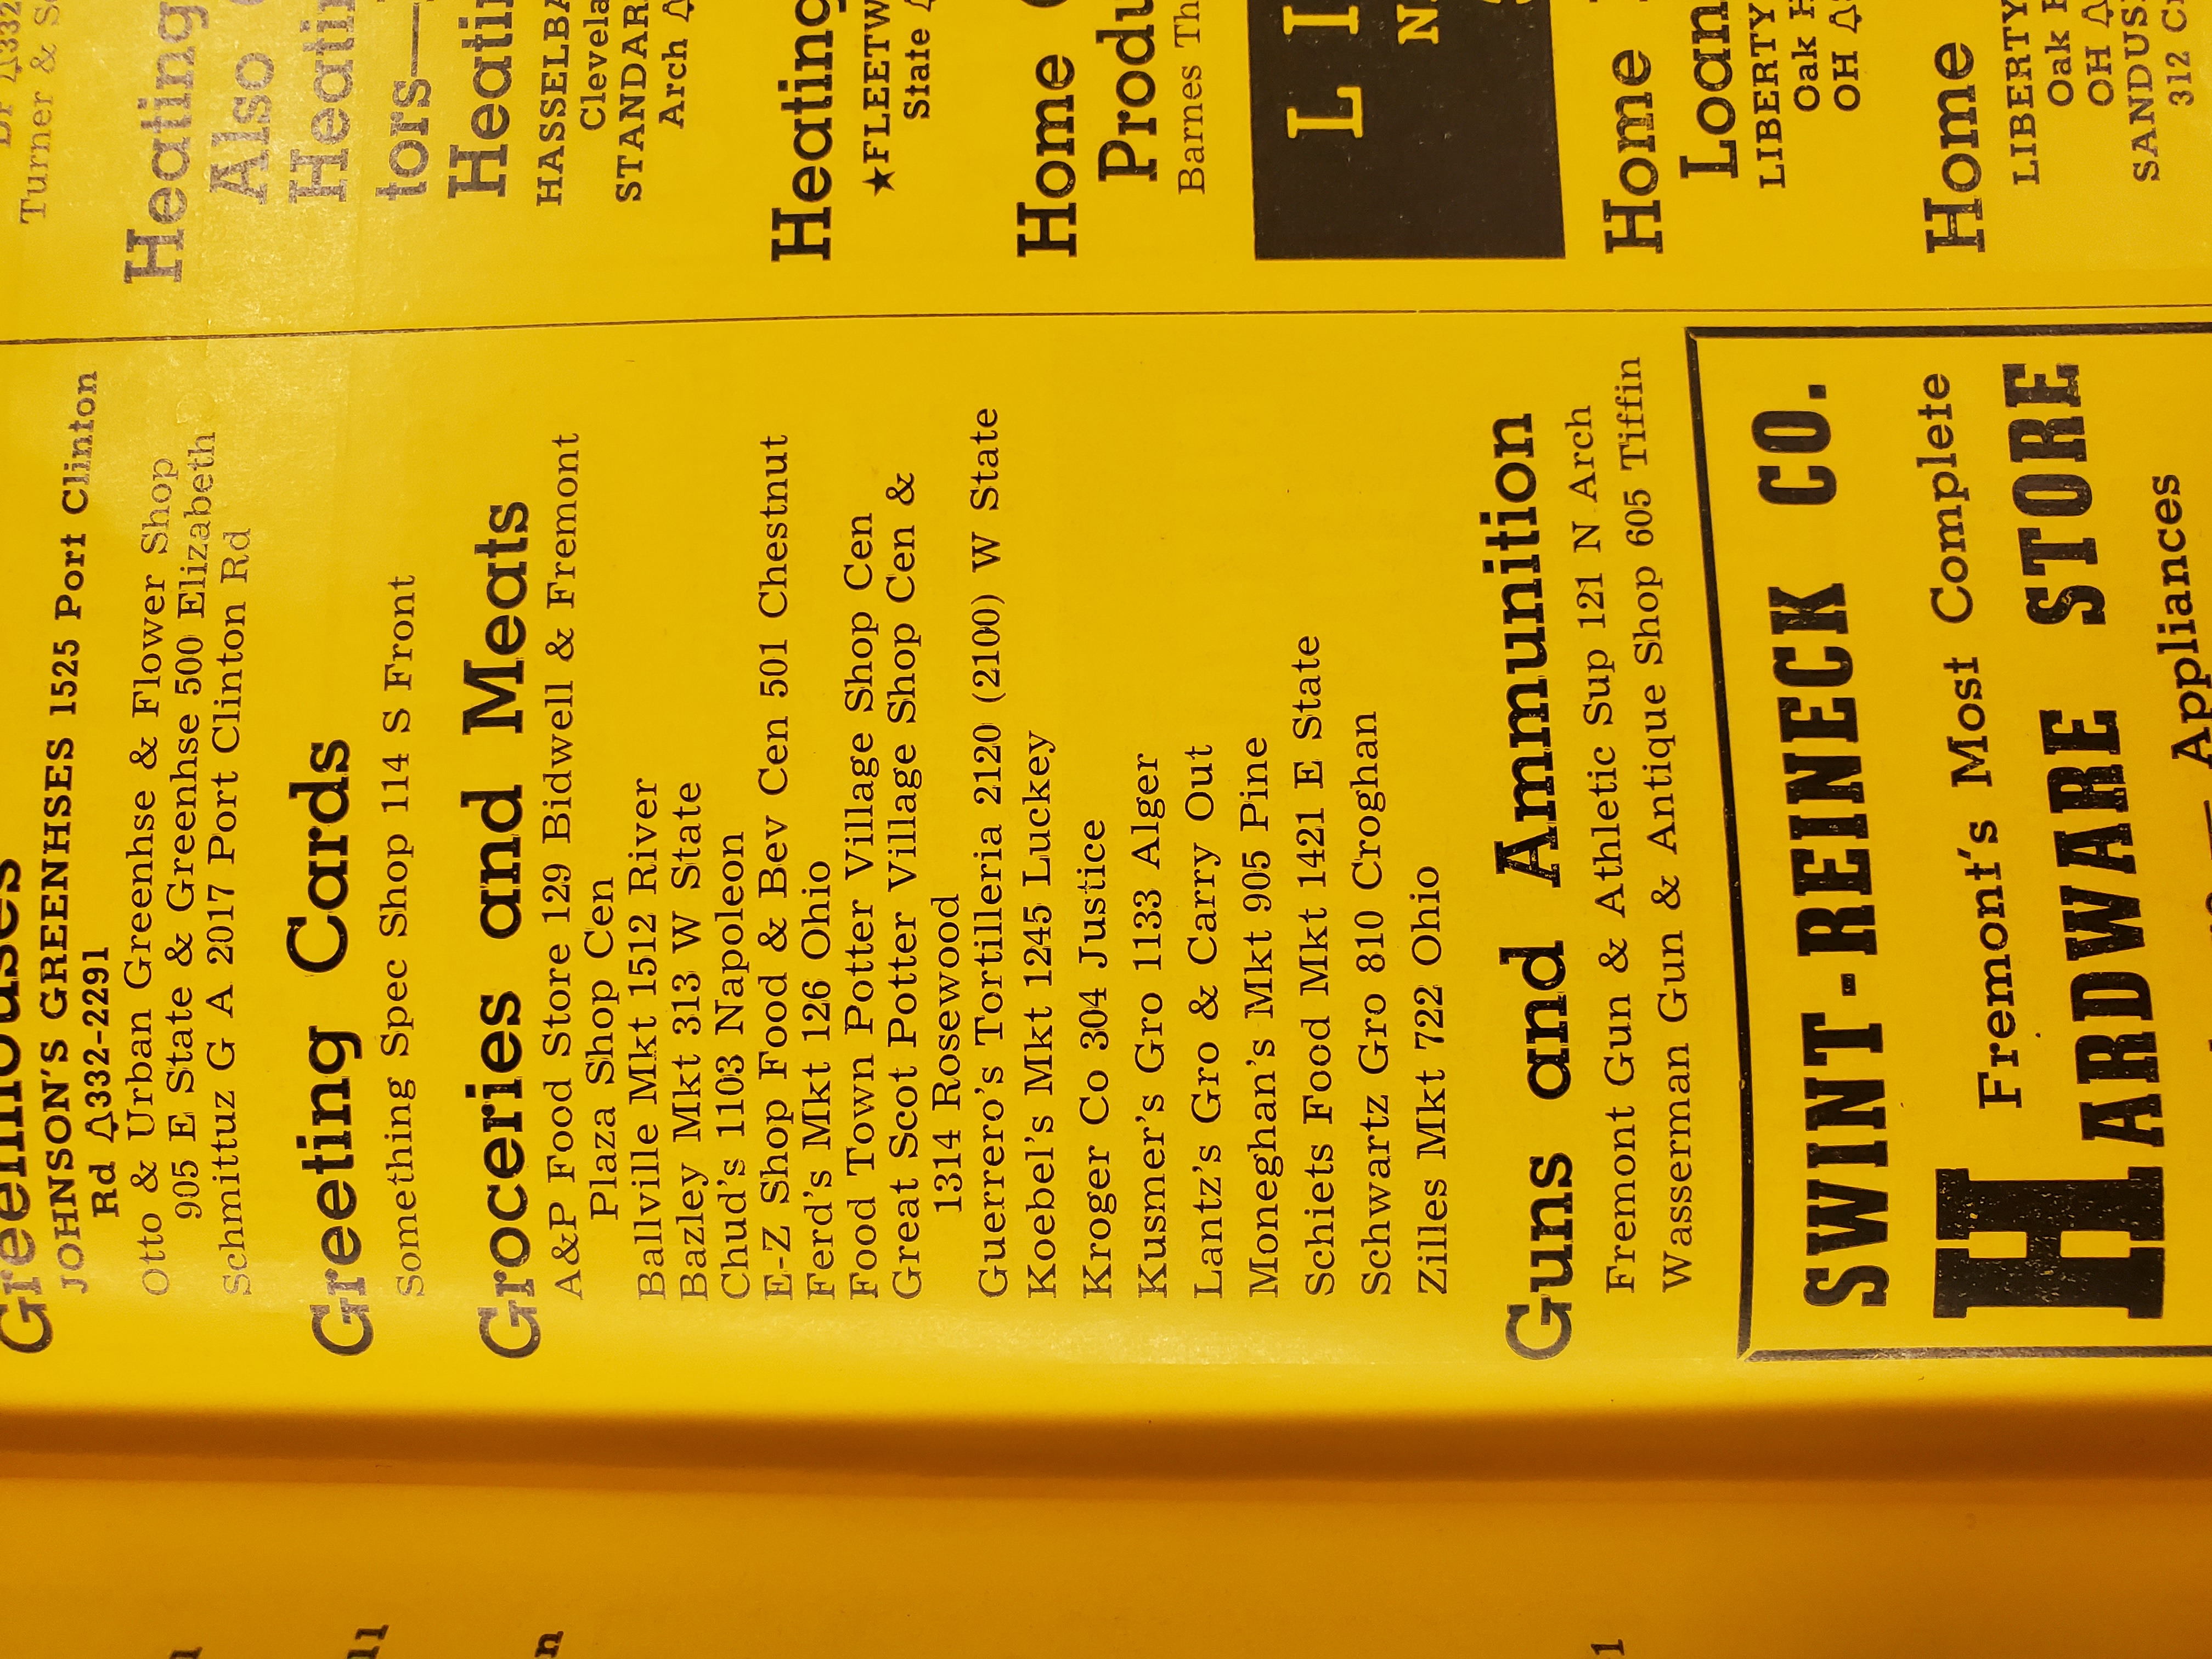 Greenhouses
JOHNSON'S GREENHSES 1525 Port Clinton
Rd 332-2291
Otto & Urban Greenhse & Flower Shop
905 E State & Greenhse 500 Elizabeth
Schmittuz G A 2017 Port Clinton Rd
Greeting Cards
Something Spec Shop 114 S Front
Groceries and Meats
A&P Food Store 129 Bidwell & Fremont
Plaza Shop Cen
Ballville Mkt 1512 River
Bazley Mkt 313 W State
Chud's 1103 Napoleon
E-Z Shop Food & Bev Cen 501 Chestnut
Ferd's Mkt 126 Ohio
Food Town Potter Village Shop Cen
Great Scot Potter Village Shop Cen &
1314 Rosewood
Guerrero's Tortilleria 2120 (2100) W State
Koebel's Mkt 1245 Luckey
Kroger Co 304 Justice
Kusmer's Gro 1133 Alger
Lantz's Gro & Carry Out
Moneghan's Mkt 905 Pine
Schiets Food Mkt 1421 E State
Schwartz Gro 810 Croghan
Zilles Mkt 722 Ohio
Guns and Ammunition
Fremont Gun & Athletic Sup 121 N Arch
Wasserman Gun & Antique Shop 605 Tiffin
SWINT-REINECK CO.
Fremont's Most Complete
HARDWARE STORE
Appliances
Turner &
Heating
Also
Heatin
tors—
Heatin
HASSELBA
Clevela
STANDAR
Arch
Heating
★FLEETW
State
Home
Produ
Barnes Th
LI
N
Home
Loan
LIBERTY
Oak H
OH
Home
LIBERTY
Oak H
OH
SANDUS
312 C